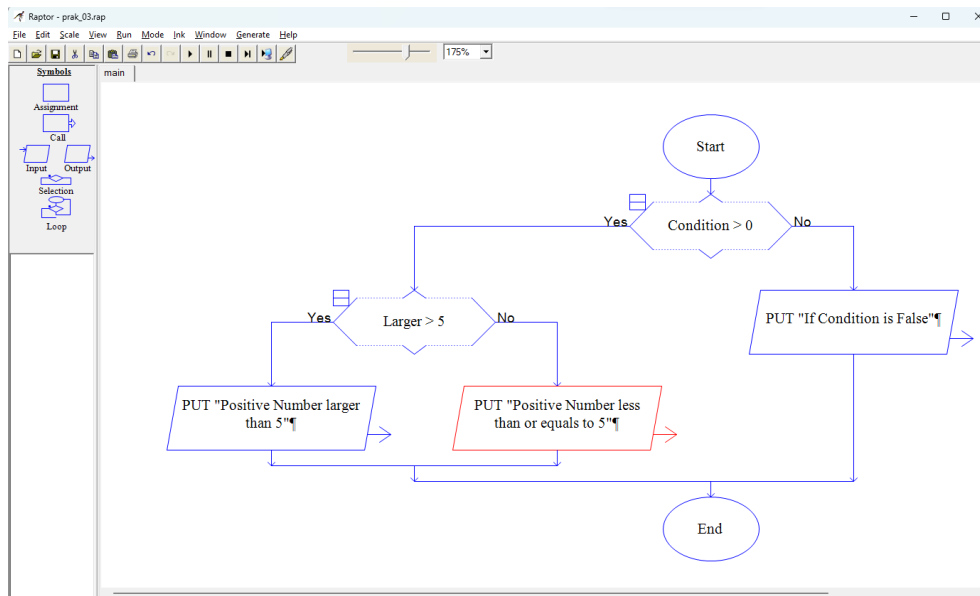 Raptor - prak_03.rap
File Edit Scale View Run Mode Ink Window Generate Help
175%
Symbols
Assignment
Call
Input Output
Selection
Loop
main
Start
Yes Condition > 0 No
Yes Larger > 5 No
PUT "If Condition is False"¶
PUT "Positive Number larger
than 5"¶
PUT "Positive Number less
than or equals to 5"¶
End